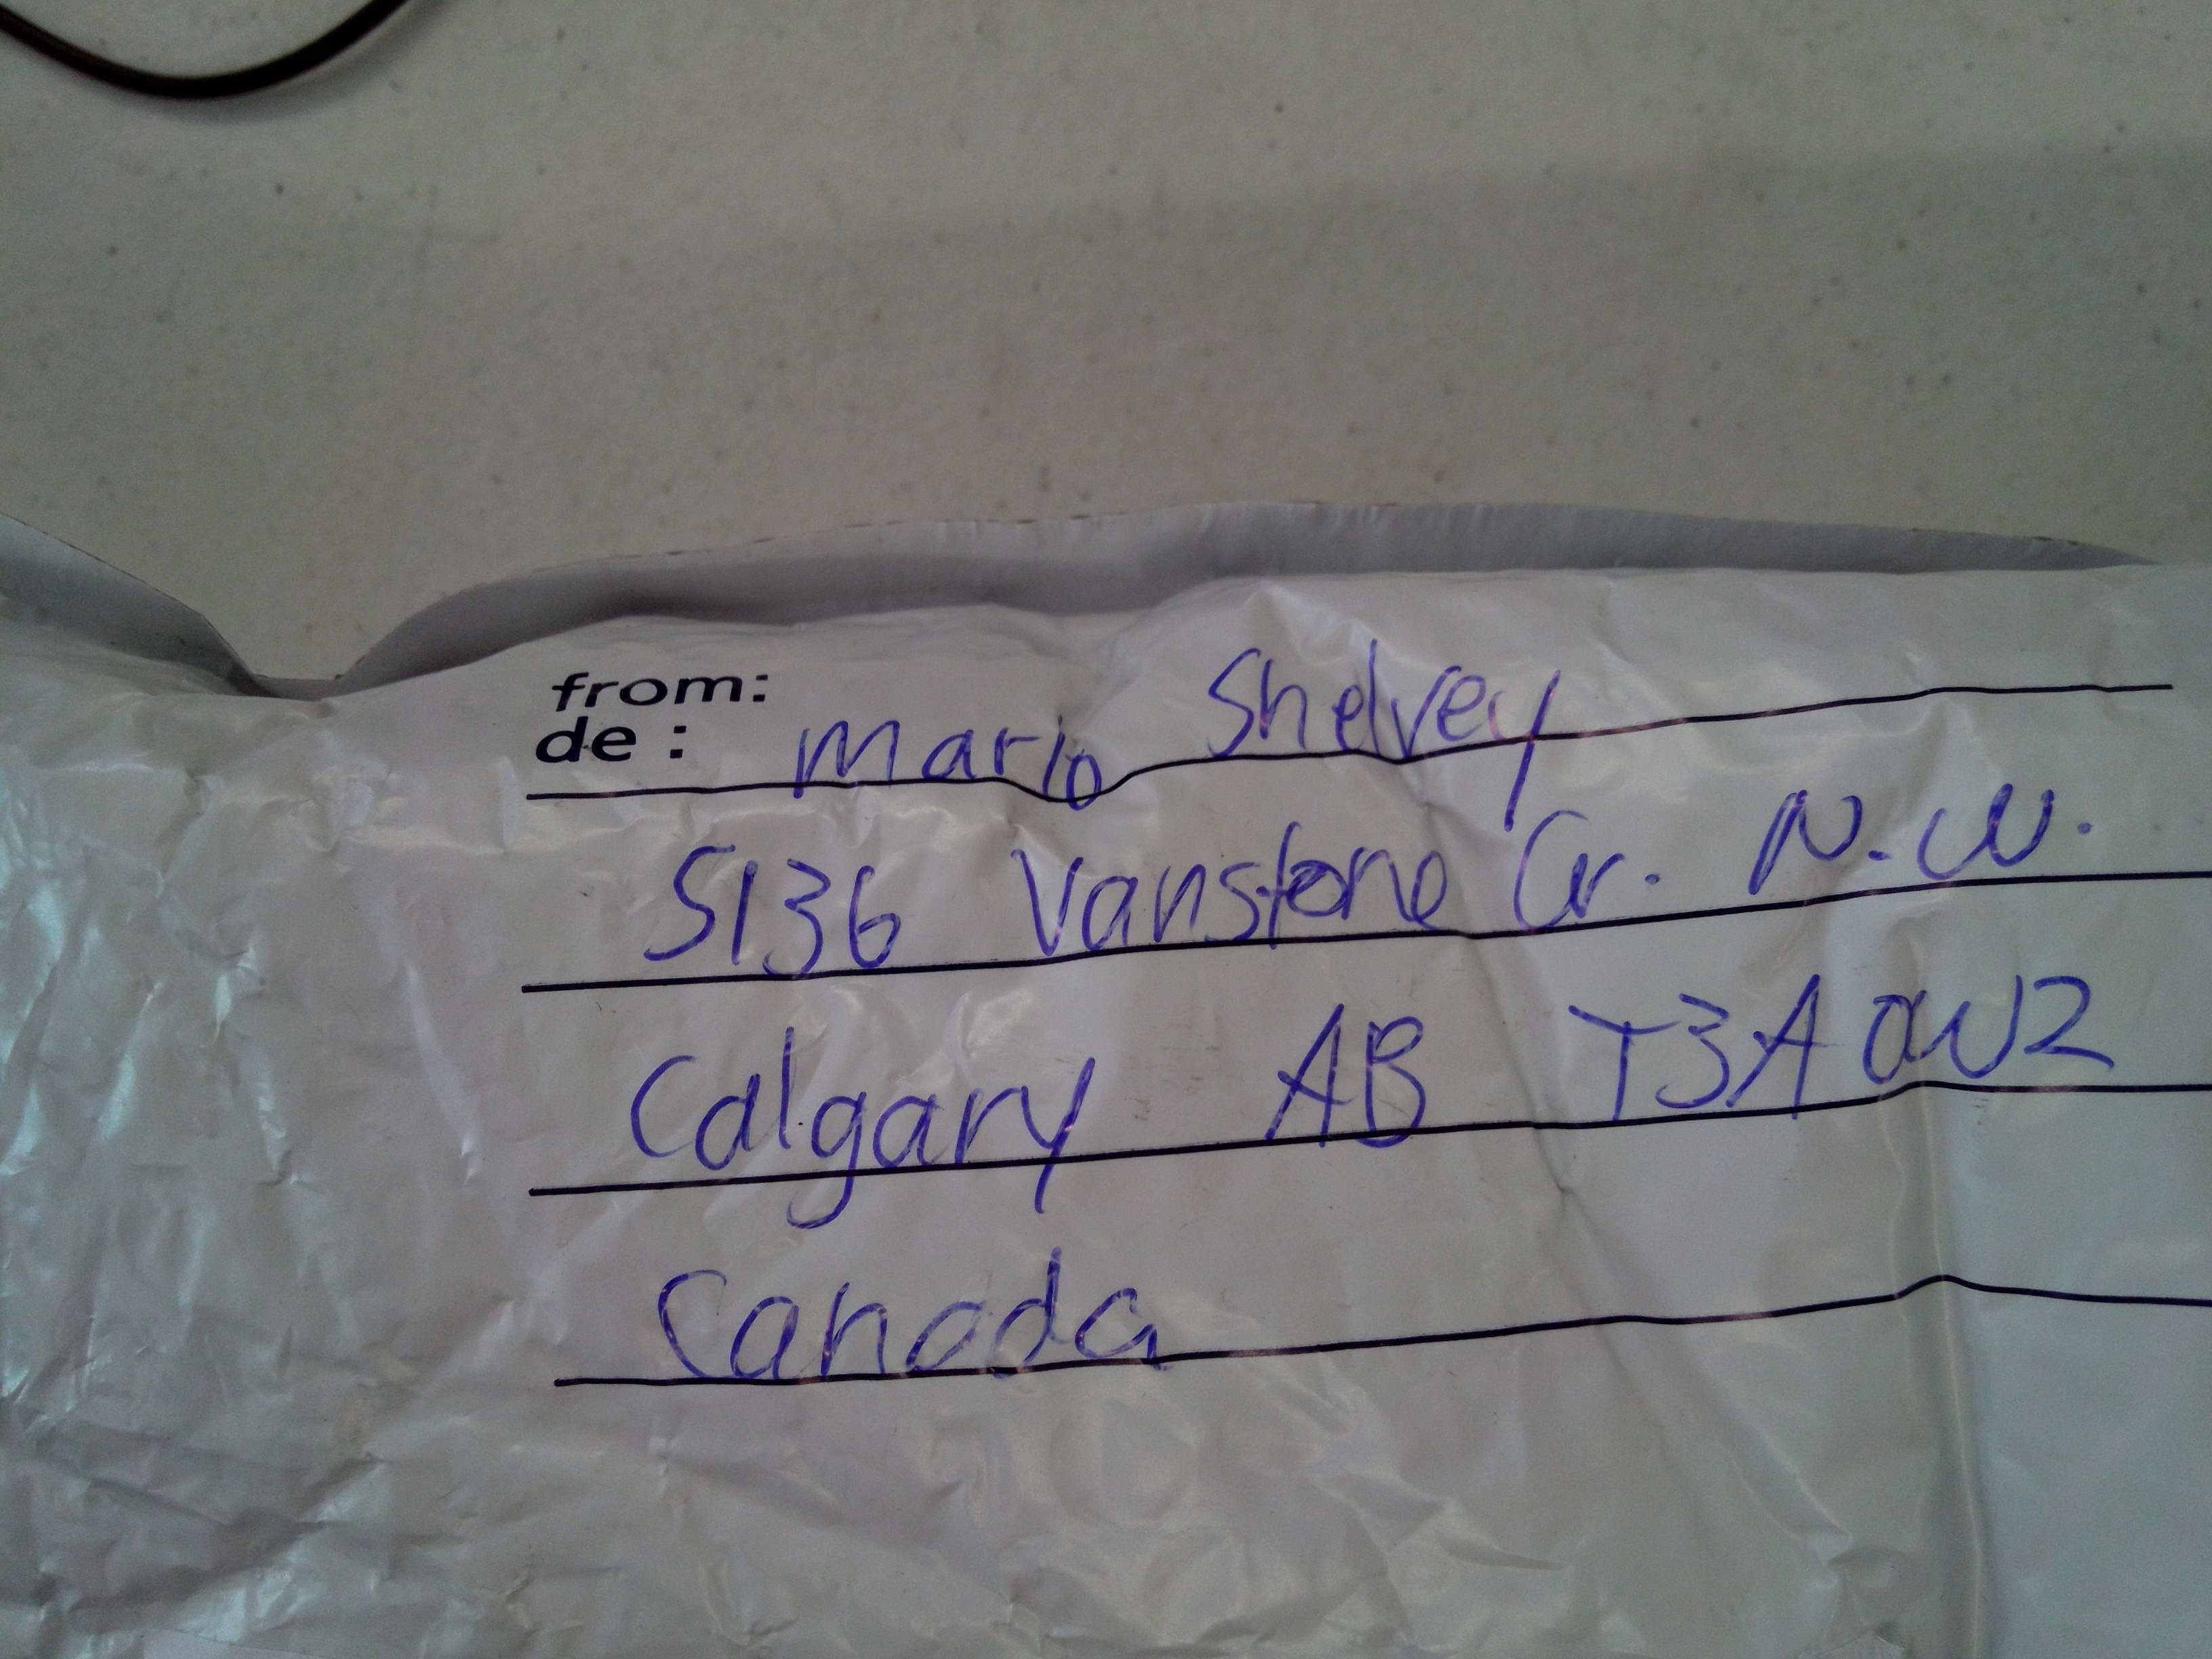 from:
de : Mario Shelvey
5136 Vanstone Cr. N.W.
Calgary AB T3A 0W2
Canada